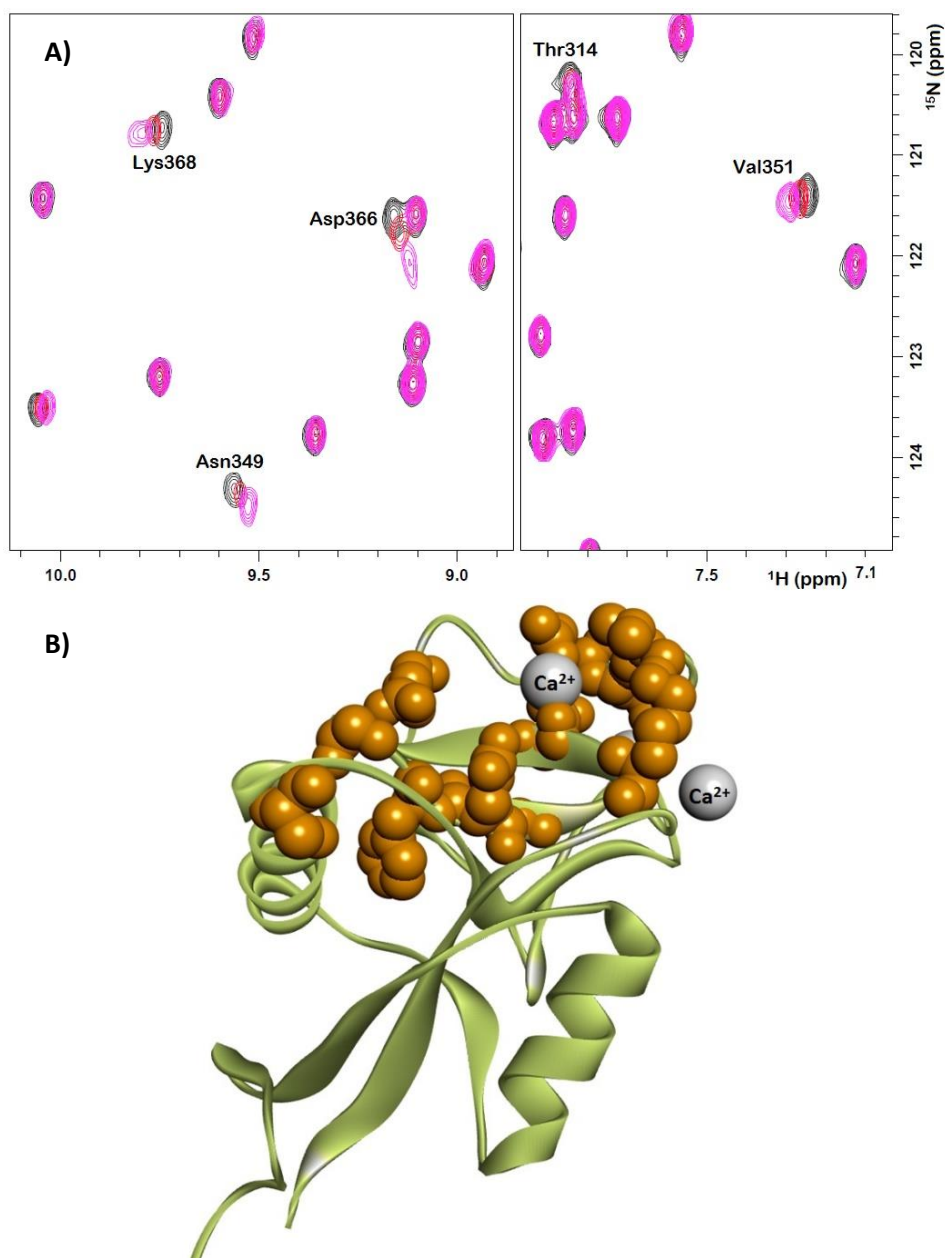 A)
Thr314
Lys368
Val351
Asp366
Asn349
120
121
122
123
124
¹⁵N (ppm)
10.0
9.5
9.0
7.5
¹H (ppm)
7.1
B)
Ca²⁺
Ca²⁺